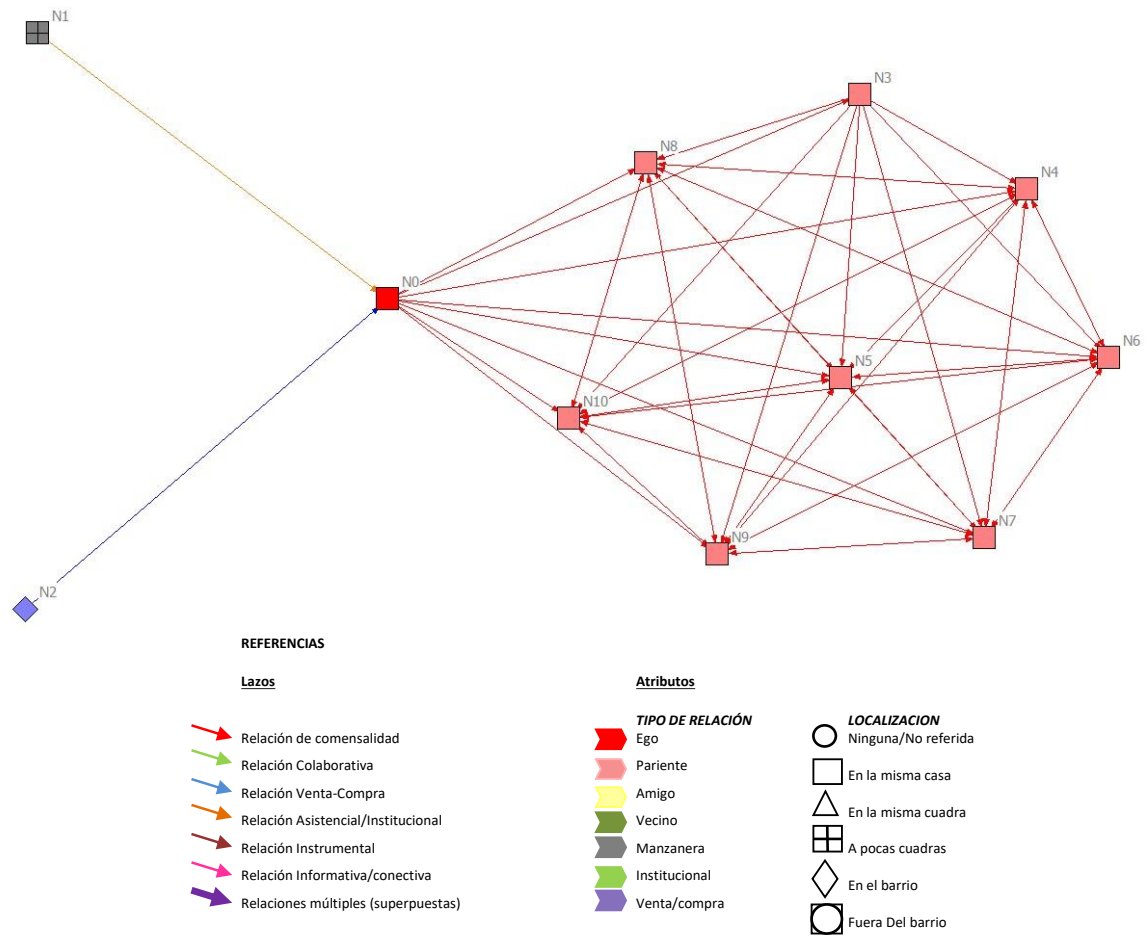 N1
N3
N8
N4
N0
N6
N5
N10
N7
N9
N2
REFERENCIAS
Lazos
Atributos
TIPO DE RELACIÓN
LOCALIZACION
Relación de comensalidad
Ego
Ninguna/No referida
Relación Colaborativa
Pariente
En la misma casa
Relación Venta-Compra
Amigo
En la misma cuadra
Relación Asistencial/Institucional
Vecino
Relación Instrumental
Manzanera
A pocas cuadras
Relación Informativa/conectiva
Institucional
En el barrio
Relaciones múltiples (superpuestas)
Venta/compra
Fuera Del barrio